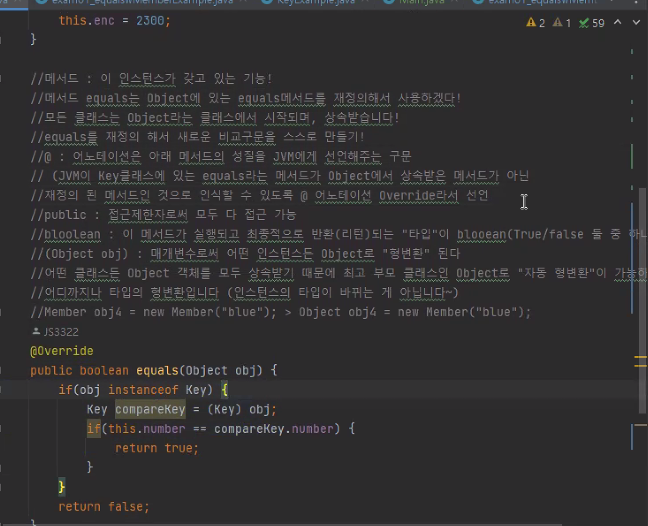 exam01_equalsInMemberExample.java KeyExample.java Main.java exam01_equalsInMem
this.enc = 2300;
2 1 59
}
//메서드 : 이 인스턴스가 갖고 있는 기능!
//메서드 equals는 Object에 있는 equals메서드를 재정의해서 사용하겠다!
//모든 클래스는 Object라는 클래스에서 시작되며, 상속받습니다!
//equals를 재정의 해서 새로운 비교구문을 스스로 만들기!
//@ : 어노테이션은 아래 메서드의 성질을 JVM에게 선언해주는 구문
// (JVM이 Key클래스에 있는 equals라는 메서드가 Object에서 상속받은 메서드가 아닌
//재정의 된 메서드인 것으로 인식할 수 있도록 @ 어노테이션 Override라서 선언
//public : 접근제한자로써 모두 다 접근 가능
//bloolean : 이 메서드가 실행되고 최종적으로 반환(리턴)되는 "타입"이 blooean(True/false 둘 중 하나
//(Object obj) : 매개변수로써 어떤 인스턴스든 Object로 "형변환" 된다
//어떤 클래스든 Object 객체를 모두 상속받기 때문에 최고 부모 클래스인 Object로 "자동 형변환"이 가능하
//어디까지나 타입의 형변환입니다 (인스턴스의 타입이 바뀌는 게 아닙니다~)
//Member obj4 = new Member("blue"); > Object obj4 = new Member("blue");
JS3322
@Override
public boolean equals(Object obj) {
if(obj instanceof Key) {
Key compareKey = (Key) obj;
if(this.number == compareKey.number) {
return true;
}
}
return false;
}